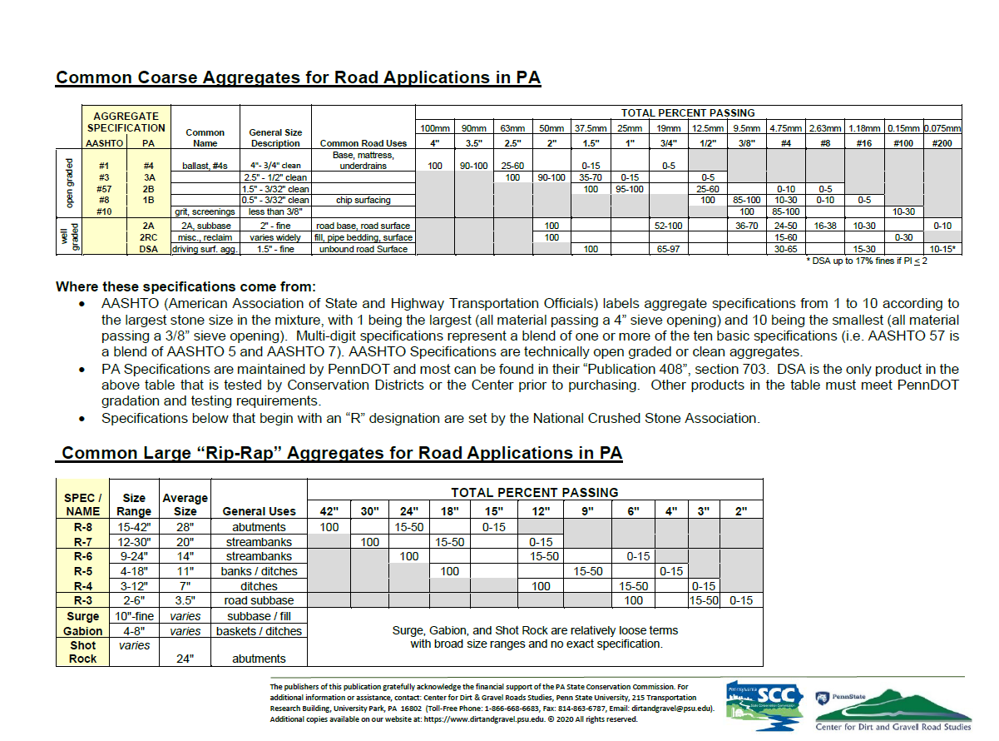 Common Coarse Aggregates for Road Applications in PA
AGGREGATE SPECIFICATION Common Name General Size Description Common Road Uses TOTAL PERCENT PASSING
100mm 90mm 63mm 50mm 37.5mm 25mm 19mm 12.5mm 9.5mm 4.75mm 2.63mm 1.18mm 0.15mm 0.075mm
AASHTO PA 4" 3.5" 2.5" 2" 1.5" 1" 3/4" 1/2" 3/8" #4 #8 #16 #100 #200
open graded
#1 #4 ballast, #4s 4"- 3/4" clean Base, mattress, underdrains 100 90-100 25-60 0-15 0-5
#3 3A 2.5" - 1/2" clean 100 90-100 35-70 0-15 0-5
#57 2B 1.5" - 3/32" clean 100 95-100 25-60 0-10 0-5
#8 1B 0.5" - 3/32" clean chip surfacing 100 85-100 10-30 0-10 0-5
#10 grit, screenings less than 3/8" 100 85-100 10-30
well graded
2A 2A, subbase 2" - fine road base, road surface 100 52-100 36-70 24-50 16-38 10-30 0-10
2RC misc., reclaim varies widely fill, pipe bedding, surface 100 15-60 0-30
DSA driving surf. agg. 1.5" - fine unbound road Surface 100 65-97 30-65 15-30 10-15*
* DSA up to 17% fines if PI < 2
Where these specifications come from:
• AASHTO (American Association of State and Highway Transportation Officials) labels aggregate specifications from 1 to 10 according to
the largest stone size in the mixture, with 1 being the largest (all material passing a 4” sieve opening) and 10 being the smallest (all material
passing a 3/8” sieve opening). Multi-digit specifications represent a blend of one or more of the ten basic specifications (i.e. AASHTO 57 is
a blend of AASHTO 5 and AASHTO 7). AASHTO Specifications are technically open graded or clean aggregates.
• PA Specifications are maintained by PennDOT and most can be found in their “Publication 408”, section 703. DSA is the only product in the
above table that is tested by Conservation Districts or the Center prior to purchasing. Other products in the table must meet PennDOT
gradation and testing requirements.
• Specifications below that begin with an “R” designation are set by the National Crushed Stone Association.
Common Large “Rip-Rap” Aggregates for Road Applications in PA
SPEC / NAME Size Range Average Size General Uses TOTAL PERCENT PASSING
42" 30" 24" 18" 15" 12" 9" 6" 4" 3" 2"
R-8 15-42" 28" abutments 100 15-50 0-15
R-7 12-30" 20" streambanks 100 15-50 0-15
R-6 9-24" 14" streambanks 100 15-50 0-15
R-5 4-18" 11" banks / ditches 100 15-50 0-15
R-4 3-12" 7" ditches 100 15-50 0-15
R-3 2-6" 3.5" road subbase 100 15-50 0-15
Surge 10"-fine varies subbase / fill
Gabion 4-8" varies baskets / ditches
Shot Rock varies 24" abutments
Surge, Gabion, and Shot Rock are relatively loose terms
with broad size ranges and no exact specification.
The publishers of this publication gratefully acknowledge the financial support of the PA State Conservation Commission. For
additional information or assistance, contact: Center for Dirt & Gravel Roads Studies, Penn State University, 215 Transportation
Research Building, University Park, PA 16802 (Toll-Free Phone: 1-866-668-6683, Fax: 814-863-6787, Email: dirtandgravel@psu.edu).
Additional copies available on our website at: https://www.dirtandgravel.psu.edu. © 2020 All rights reserved.
Pennsylvania
SCC
State Conservation Commission
PennState
Center for Dirt and Gravel Road Studies